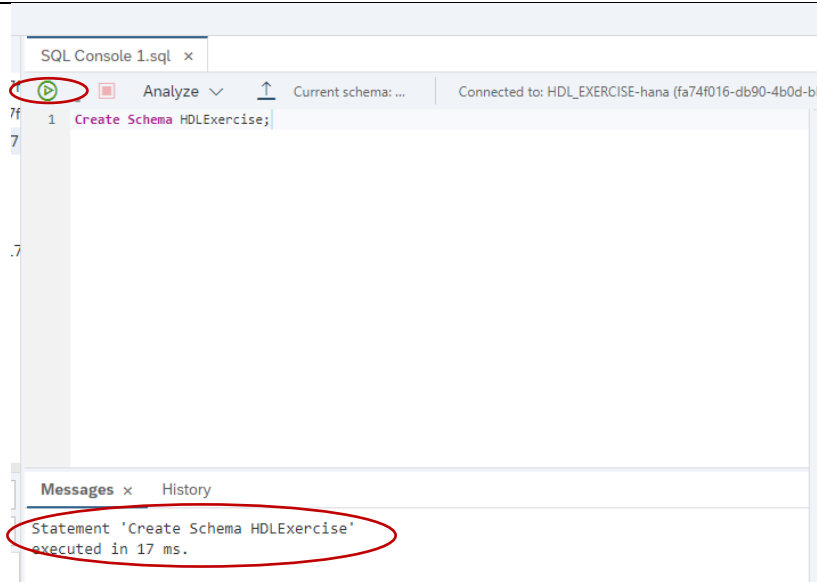 SQL Console 1.sql ×
Analyze Current schema: ... Connected to: HDL_EXERCISE-hana (fa74f016-db90-4b0d-b
1 Create Schema HDLExercise;
7
Messages × History
Statement 'Create Schema HDLExercise'
executed in 17 ms.